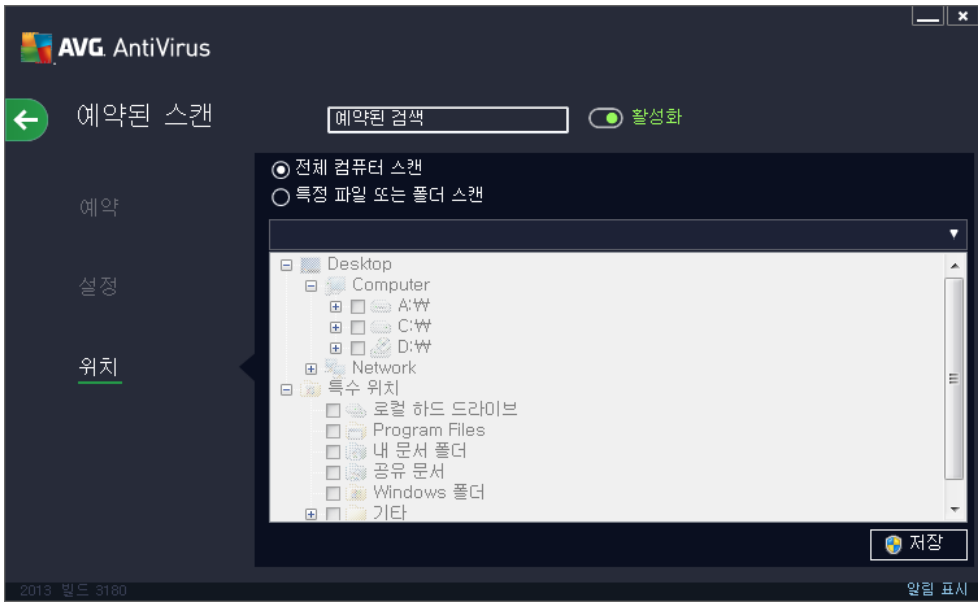 AVG. AntiVirus
예약된 스캔
예약된 검색
활성화
전체 컴퓨터 스캔
특정 파일 또는 폴더 스캔
예약
설정
위치
Desktop
Computer
A:₩
C:₩
D:₩
Network
특수 위치
로컬 하드 드라이브
Program Files
내 문서 폴더
공유 문서
Windows 폴더
기타
저장
2013 빌드 3180
알림 표시